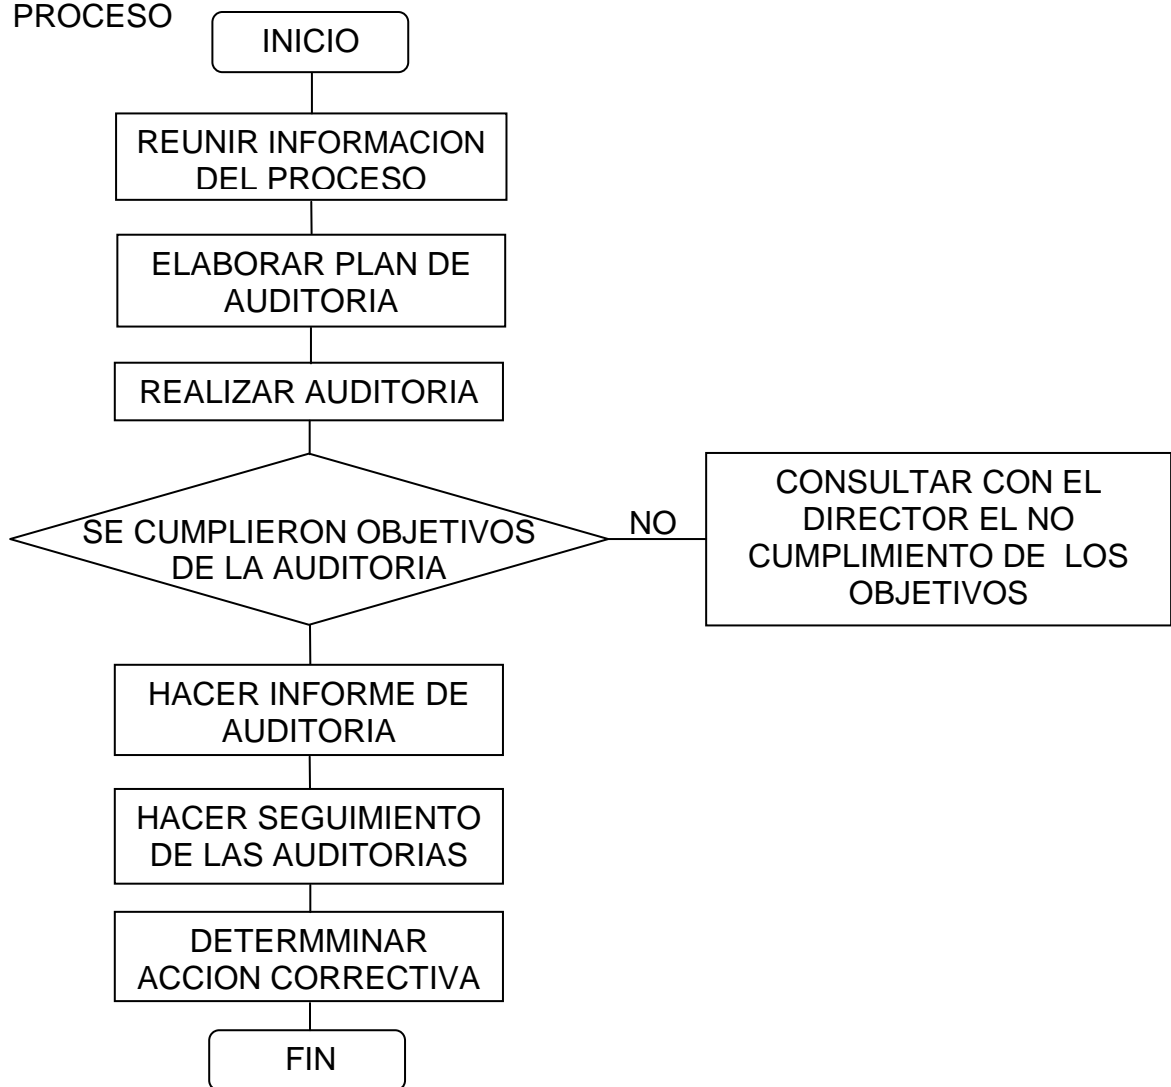 PROCESO
INICIO
REUNIR INFORMACION
DEL PROCESO
ELABORAR PLAN DE
AUDITORIA
REALIZAR AUDITORIA
SE CUMPLIERON OBJETIVOS
DE LA AUDITORIA
NO
CONSULTAR CON EL
DIRECTOR EL NO
CUMPLIMIENTO DE LOS
OBJETIVOS
HACER INFORME DE
AUDITORIA
HACER SEGUIMIENTO
DE LAS AUDITORIAS
DETERMMINAR
ACCION CORRECTIVA
FIN